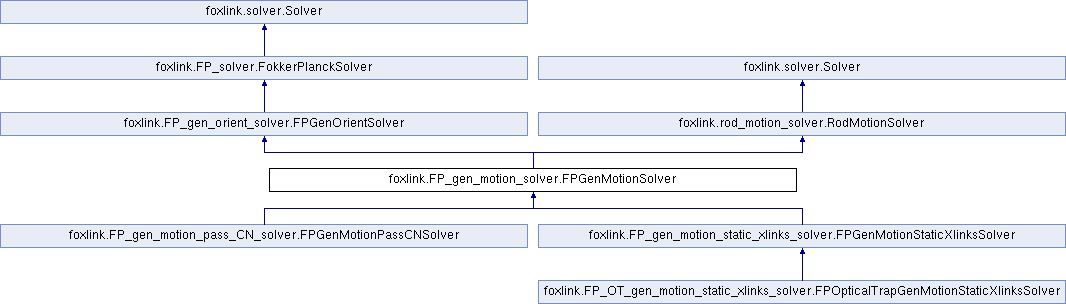 foxlink.solver.Solver
foxlink.FP_solver.FokkerPlanckSolver
foxlink.solver.Solver
foxlink.FP_gen_orient_solver.FPGenOrientSolver
foxlink.rod_motion_solver.RodMotionSolver
foxlink.FP_gen_motion_solver.FPGenMotionSolver
foxlink.FP_gen_motion_pass_CN_solver.FPGenMotionPassCNSolver
foxlink.FP_gen_motion_static_xlinks_solver.FPGenMotionStaticXlinksSolver
foxlink.FP_OT_gen_motion_static_xlinks_solver.FPOpticalTrapGenMotionStaticXlinksSolver